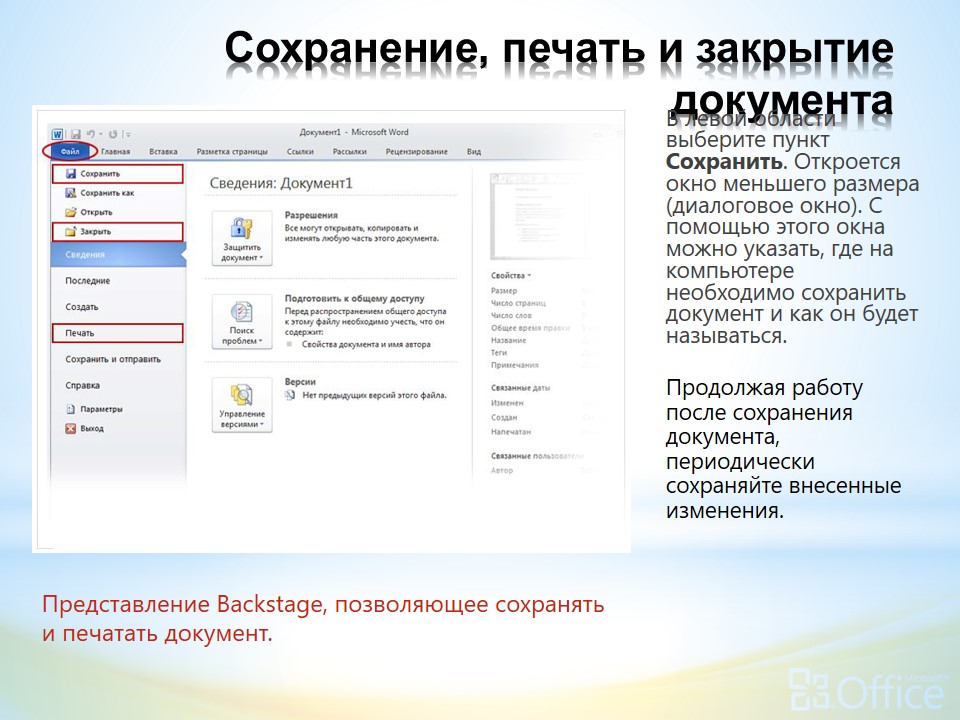 Сохранение, печать и закрытие
документа
Документ1 - Microsoft Word
Файл Главная Вставка Разметка страницы Ссылки Рассылки Рецензирование Вид
Сохранить
Сохранить как
Открыть
Закрыть
Сведения
Последние
Создать
Печать
Сохранить и отправить
Справка
Параметры
Выход
Сведения: Документ1
Защитить
документ
Разрешения
Все могут открывать, копировать и
изменять любую часть этого документа.
Поиск
проблем
Подготовить к общему доступу
Перед распространением общего доступа
к этому файлу необходимо учесть, что он
содержит:
Свойства документа и имя автора
Управление
версиями
Версии
Нет предыдущих версий этого файла.
Свойства
Размер
Число страниц
Число слов
Общее время правки
Название
Теги
Примечания
Связанные даты
Изменен
Создан
Напечатан
Связанные пользователи
Автор
В левой области
выберите пункт
Сохранить. Откроется
окно меньшего размера
(диалоговое окно). С
помощью этого окна
можно указать, где на
компьютере
необходимо сохранить
документ и как он будет
называться.
Продолжая работу
после сохранения
документа,
периодически
сохраняйте внесенные
изменения.
Представление Backstage, позволяющее сохранять
и печатать документ.
Microsoft
Office